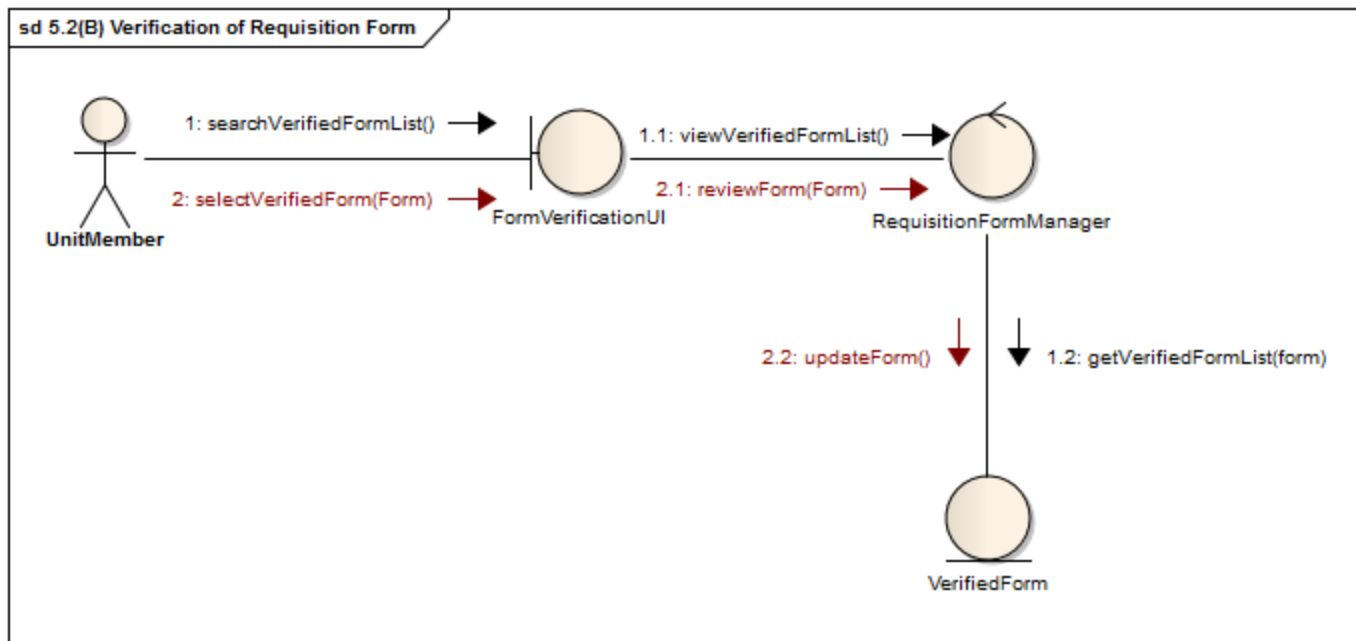 sd 5.2(B) Verification of Requisition Form
1: searchVerifiedFormList()
1.1: viewVerifiedFormList()
2: selectVerifiedForm(Form)
2.1: reviewForm(Form)
UnitMember
FormVerificationUI
RequisitionFormManager
2.2: updateForm()
1.2: getVerifiedFormList(form)
VerifiedForm